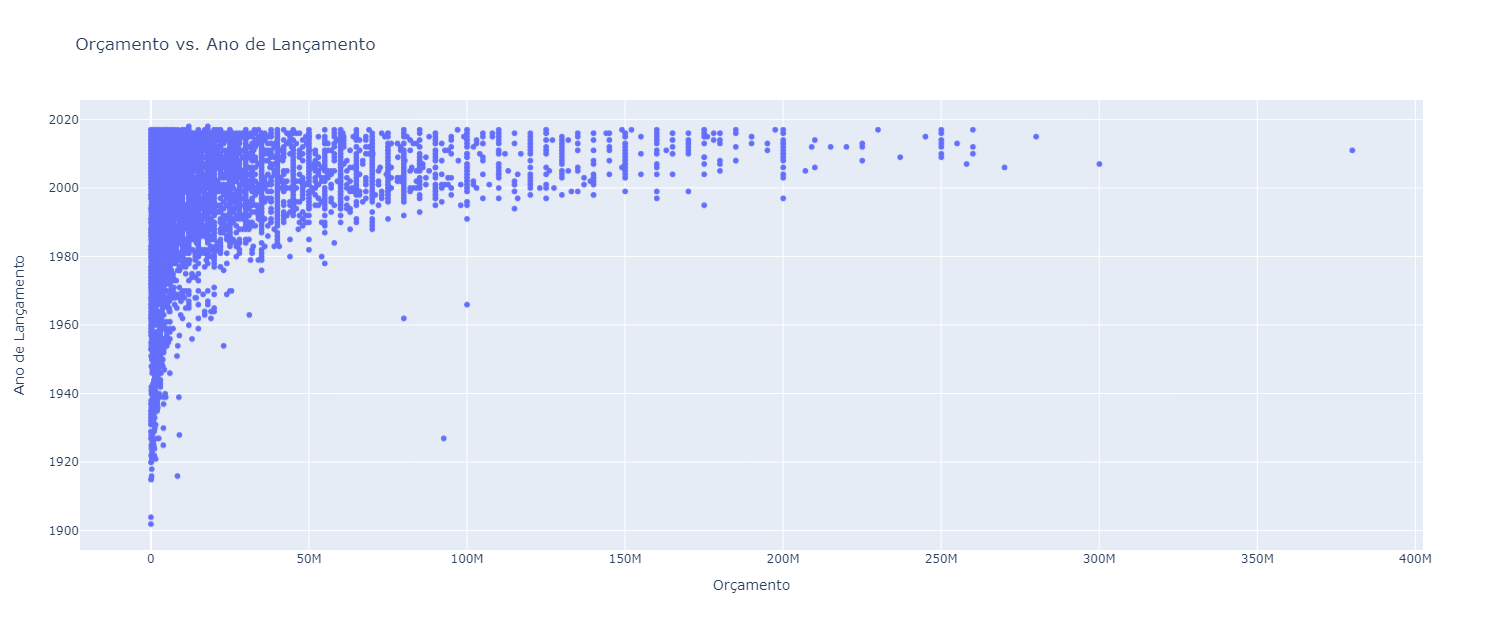 Orçamento vs. Ano de Lançamento
Ano de Lançamento
2020
2000
1980
1960
1940
1920
1900
0 50M 100M 150M 200M 250M 300M 350M 400M
Orçamento